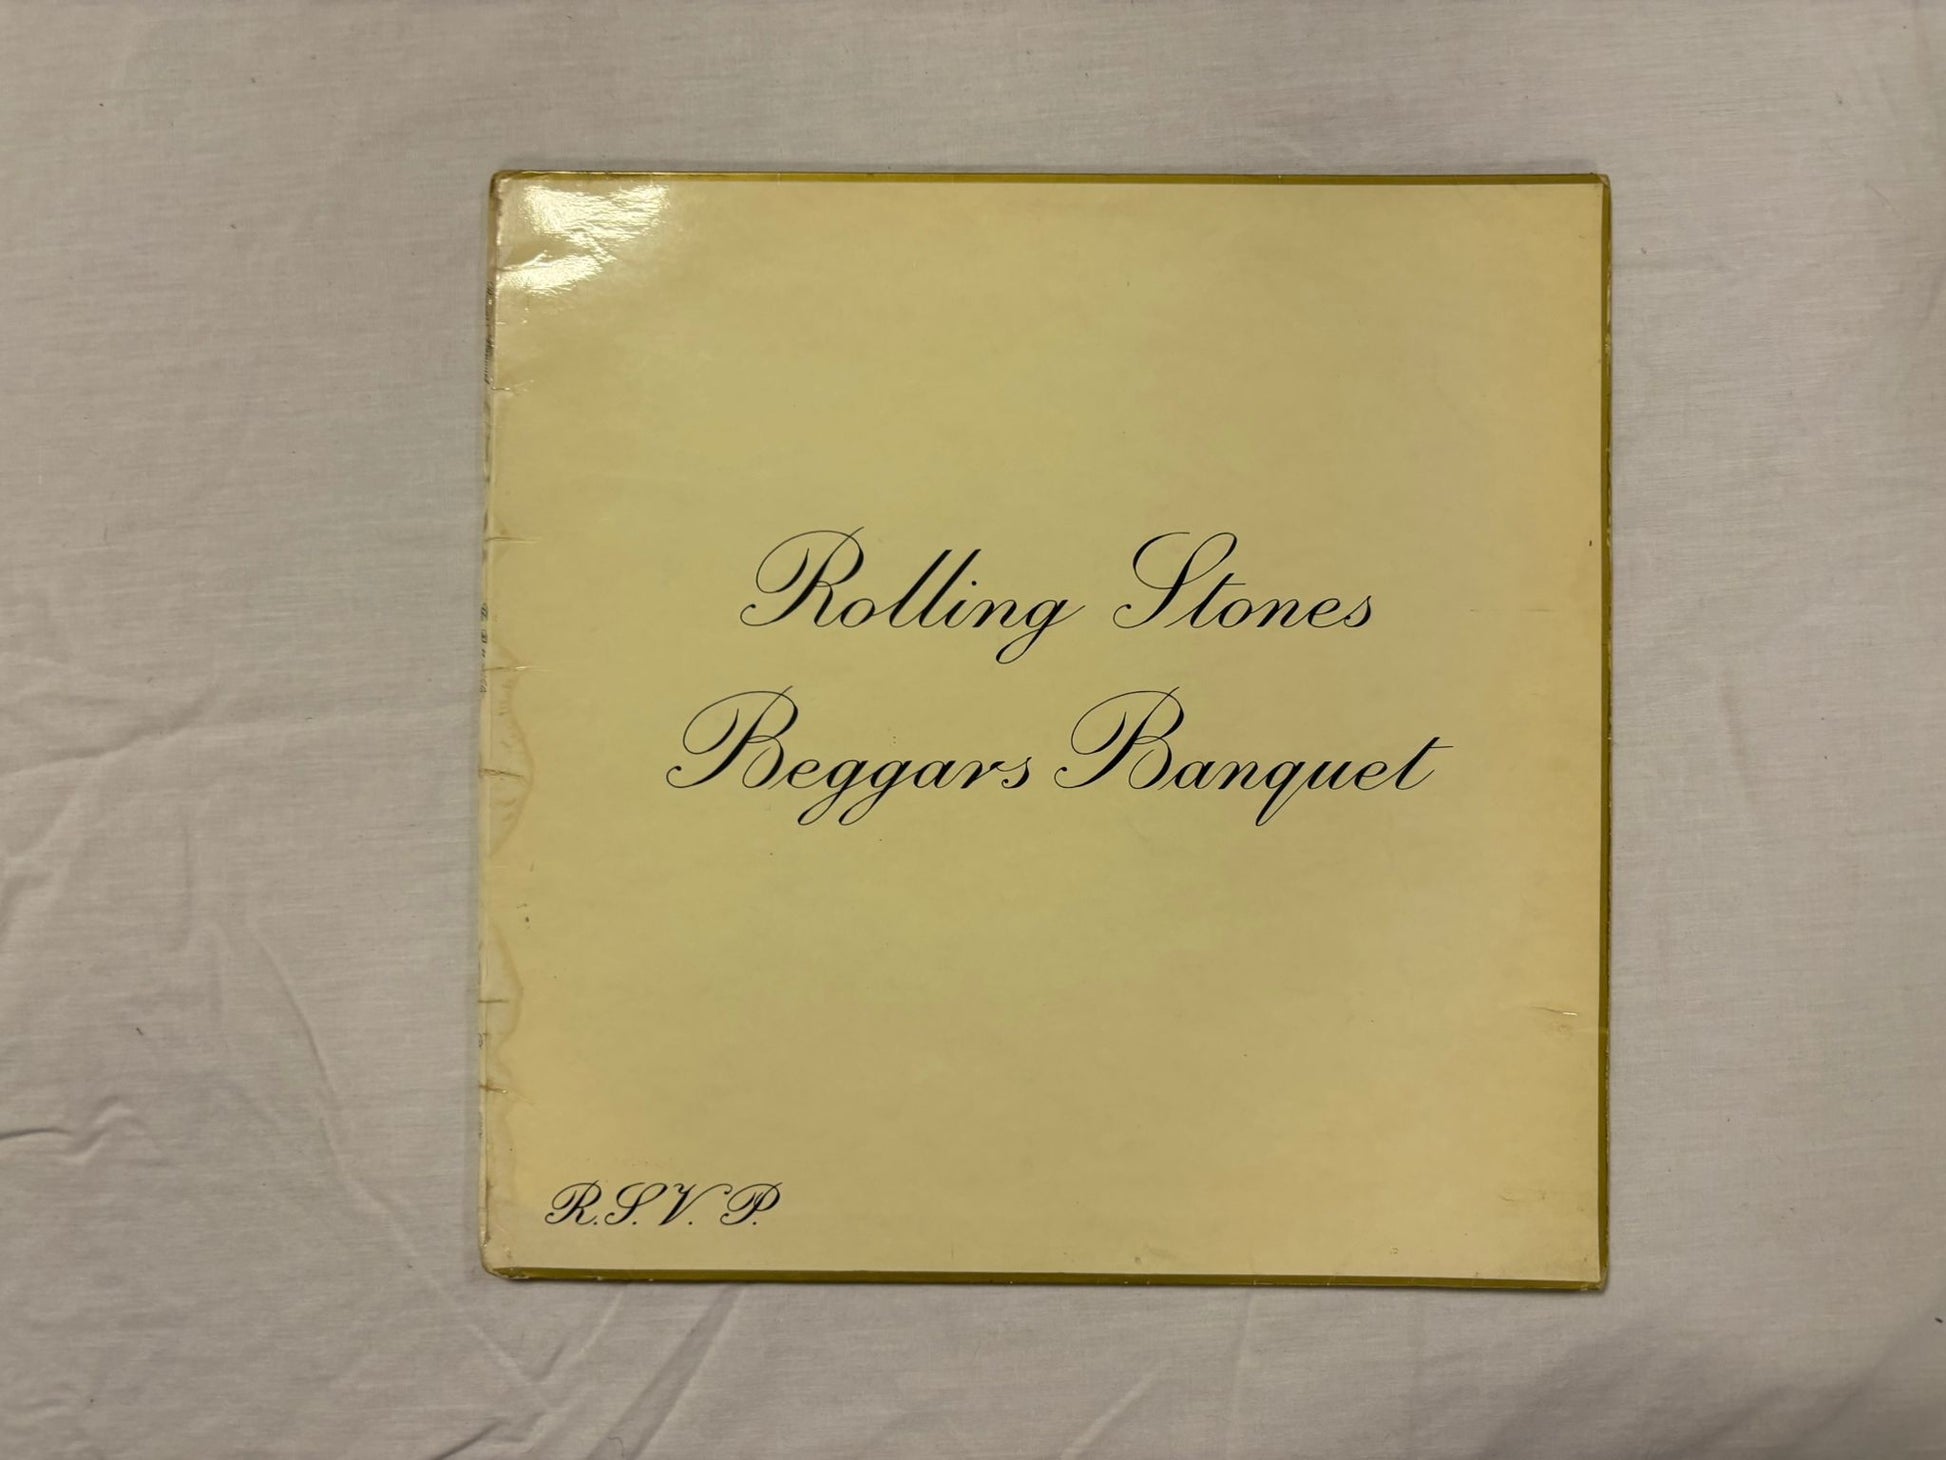 Rolling Stones
Beggars Banquet
R.S.V.P.